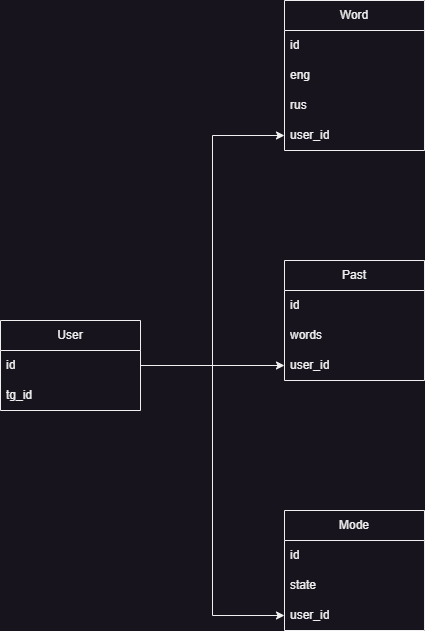 Word
id
eng
rus
user_id
Past
id
words
user_id
User
id
tg_id
Mode
id
state
user_id